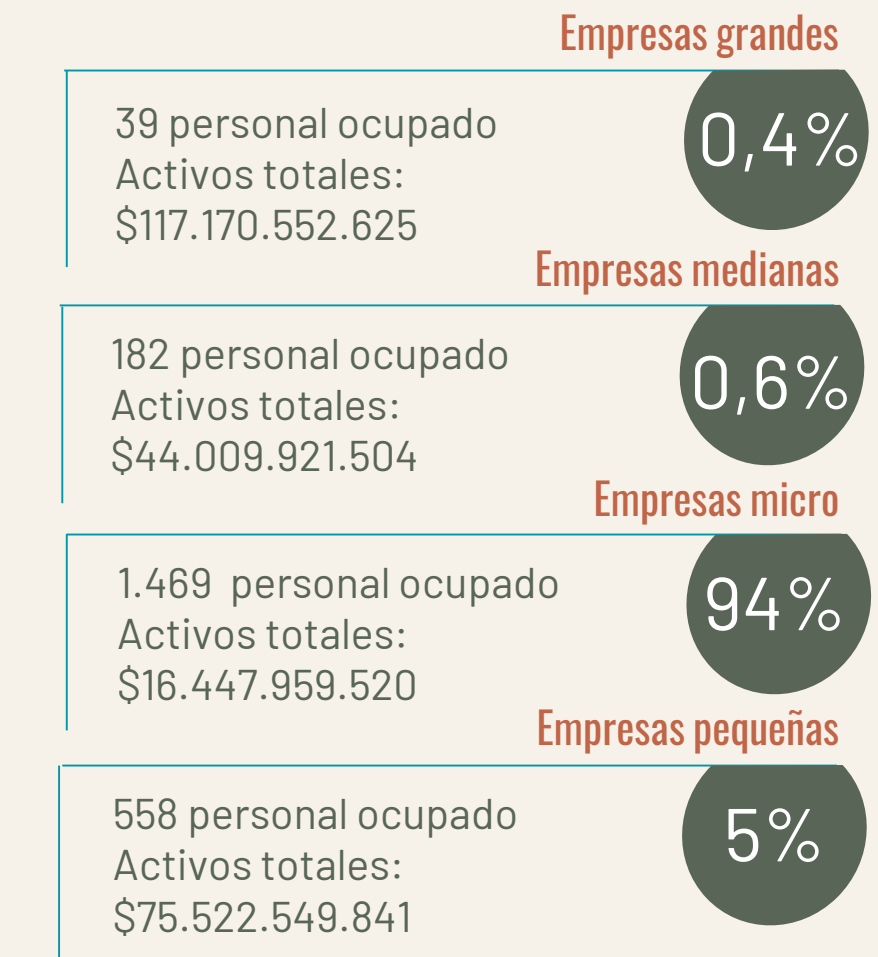 Empresas grandes
39 personal ocupado
Activos totales:
$117.170.552.625
0,4%
Empresas medianas
182 personal ocupado
Activos totales:
$44.009.921.504
0,6%
Empresas micro
1.469 personal ocupado
Activos totales:
$16.447.959.520
94%
Empresas pequeñas
558 personal ocupado
Activos totales:
$75.522.549.841
5%